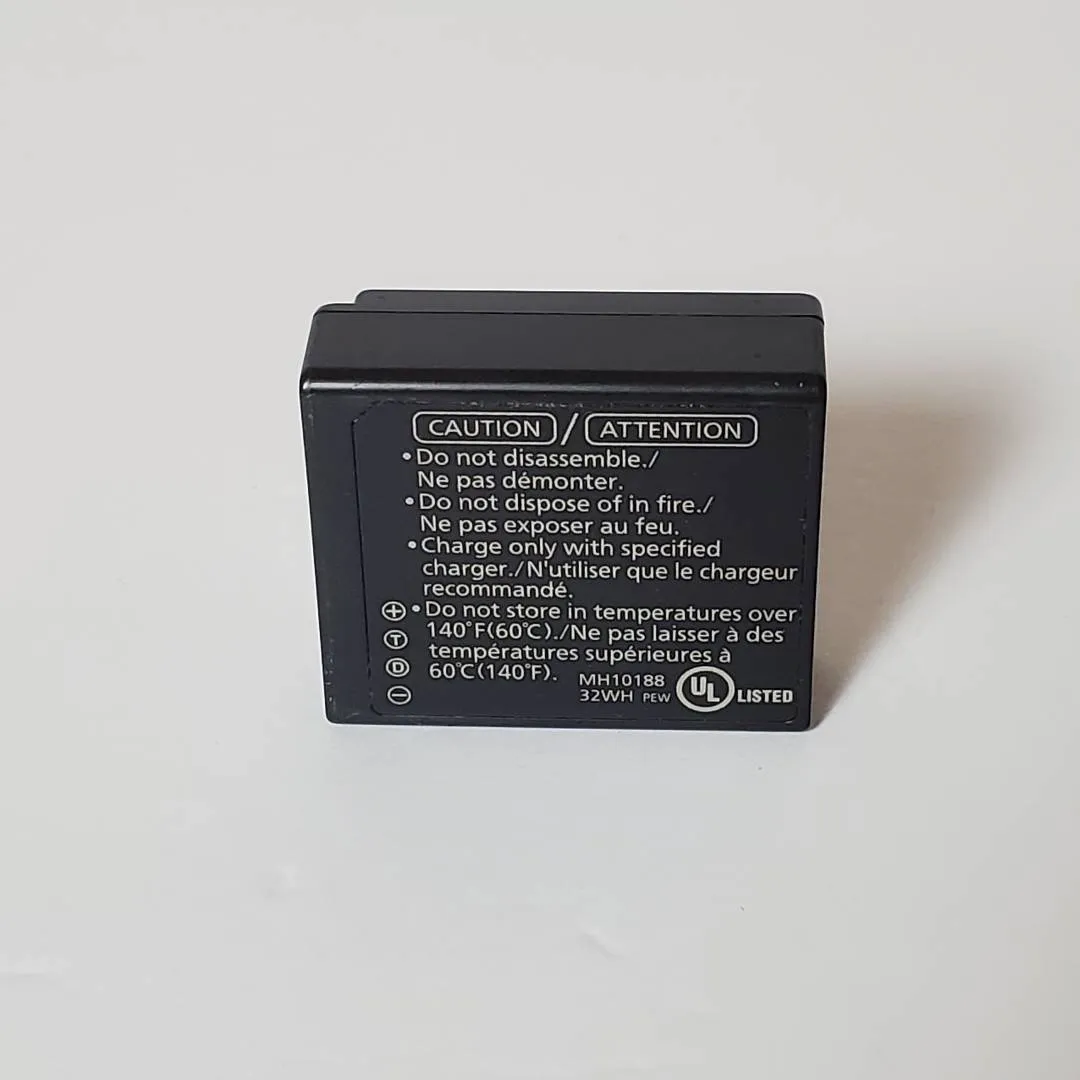 CAUTION / ATTENTION
•Do not disassemble./
Ne pas démonter.
•Do not dispose of in fire./
Ne pas exposer au feu.
•Charge only with specified
charger./N'utiliser que le chargeur
recommandé.
⊕ •Do not store in temperatures over
140°F(60°C)./Ne pas laisser à des
Ⓣ températures supérieures à
Ⓓ 60°C(140°F). MH10188
⊖ 32WH PEW UL LISTED